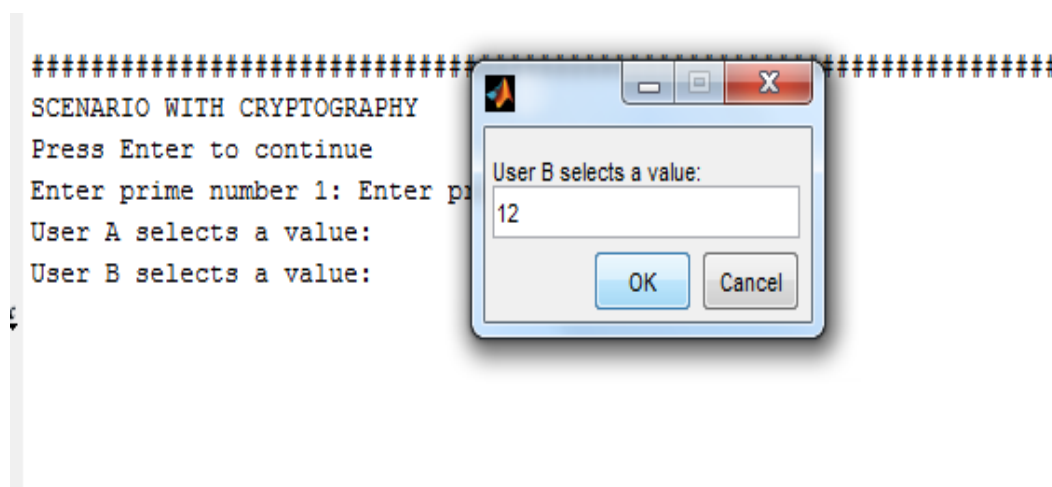 ##########################################################
SCENARIO WITH CRYPTOGRAPHY
Press Enter to continue
Enter prime number 1: Enter
User A selects a value:
User B selects a value:
User B selects a value:
12
OK Cancel